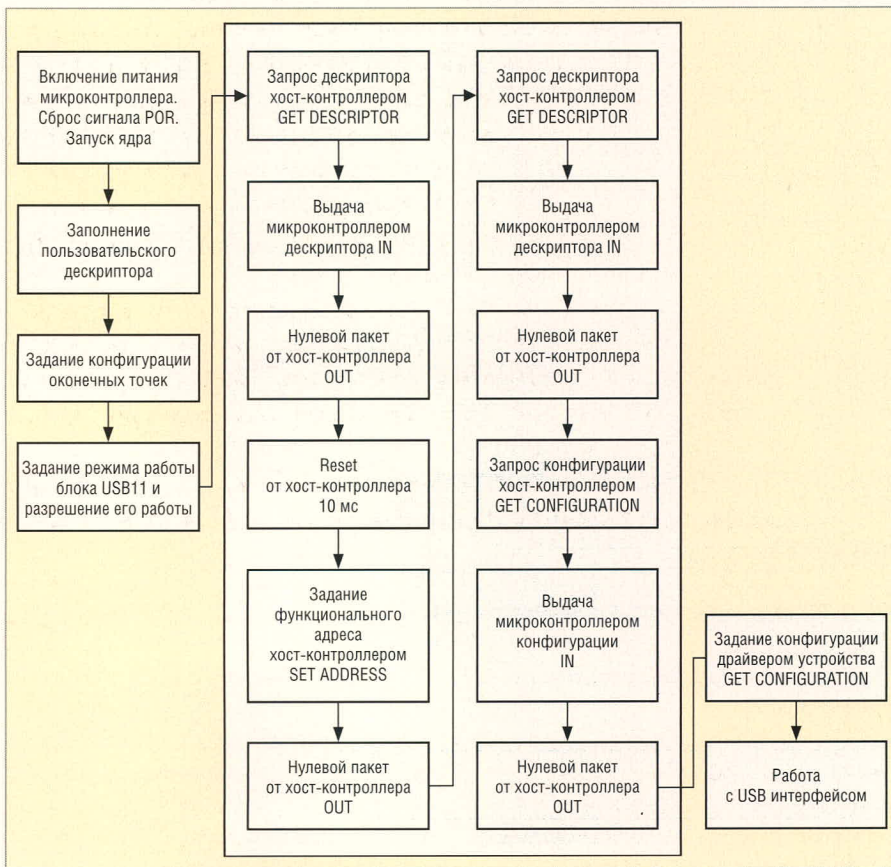 Включение питания
микроконтроллера.
Сброс сигнала POR.
Запуск ядра
Заполнение
пользовательского
дескриптора
Задание конфигурации
оконечных точек
Задание режима работы
блока USB11 и
разрешение его работы
Запрос дескриптора
хост-контроллером
GET DESCRIPTOR
Выдача
микроконтроллером
дескриптора IN
Нулевой пакет
от хост-контроллера
OUT
Reset
от хост-контроллера
10 мс
Задание
функционального
адреса
хост-контроллером
SET ADDRESS
Нулевой пакет
от хост-контроллера
OUT
Запрос дескриптора
хост-контроллером
GET DESCRIPTOR
Выдача
микроконтроллером
дескриптора IN
Нулевой пакет
от хост-контроллера
OUT
Запрос конфигурации
хост-контроллером
GET CONFIGURATION
Выдача
микроконтроллером
конфигурации
IN
Нулевой пакет
от хост-контроллера
OUT
Задание конфигурации
драйвером устройства
GET CONFIGURATION
Работа
с USB интерфейсом